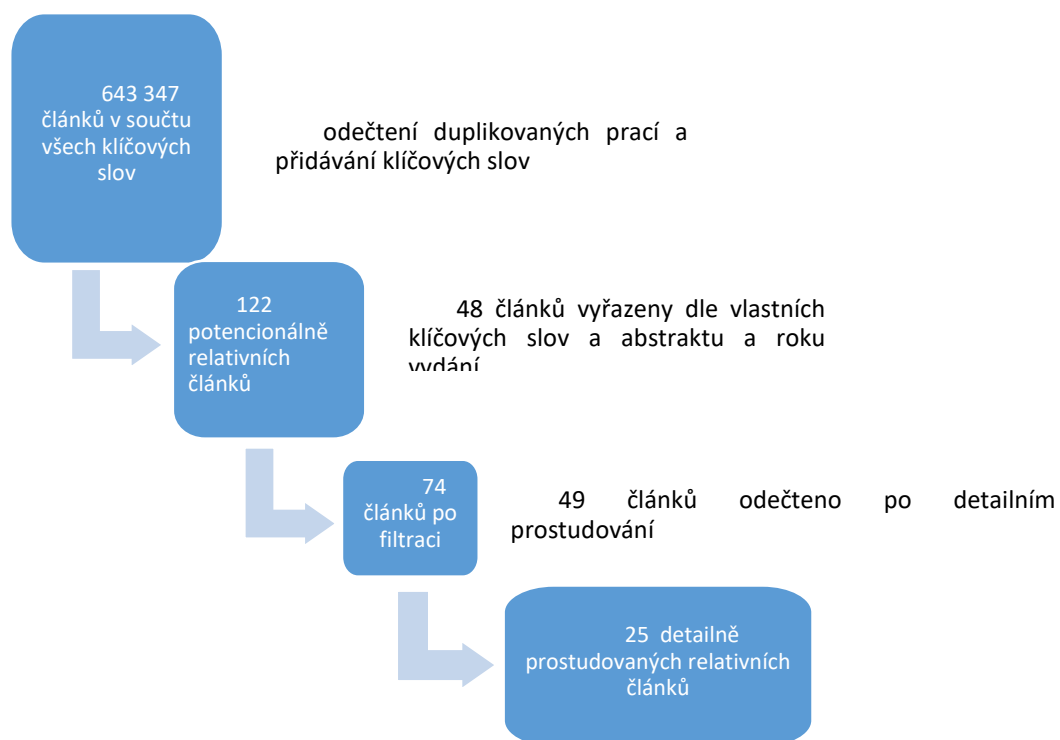 643 347
článků v součtu
všech klíčových
slov
odečtení duplikovaných prací a
přidávání klíčových slov
122
potencionálně
relativních
článků
48 článků vyřazeny dle vlastních
klíčových slov a abstraktu a roku
vydání
74
článků po
filtraci
49 článků odečteno po detailním
prostudování
25 detailně
prostudovaných relativních
článků